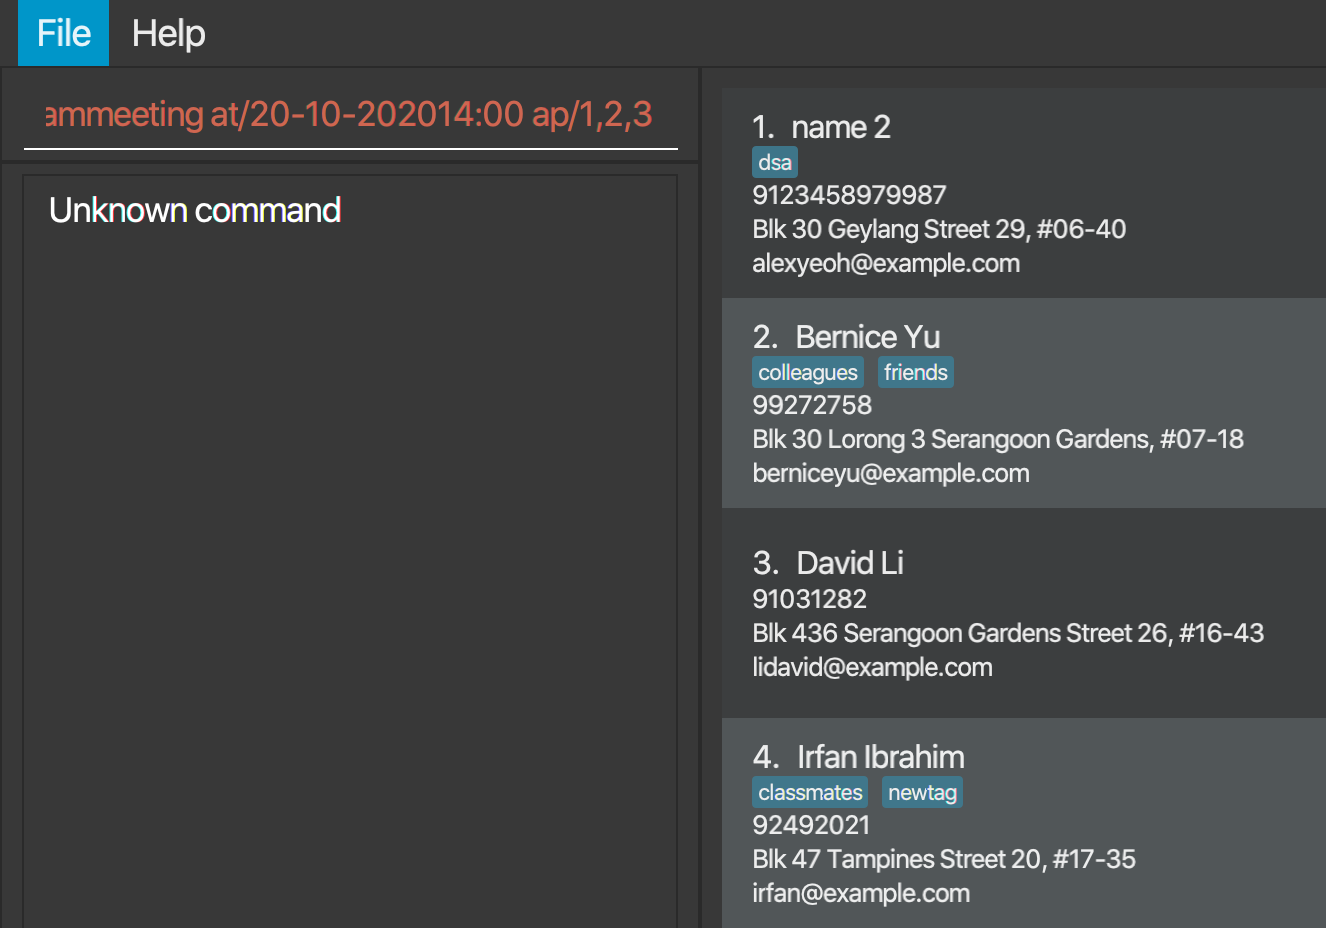 File Help
ammeeting at/20-10-202014:00 ap/1,2,3
Unknown command
1. name 2
dsa
9123458979987
Blk 30 Geylang Street 29, #06-40
alexyeoh@example.com
2. Bernice Yu
colleagues friends
99272758
Blk 30 Lorong 3 Serangoon Gardens, #07-18
berniceyu@example.com
3. David Li
91031282
Blk 436 Serangoon Gardens Street 26, #16-43
lidavid@example.com
4. Irfan Ibrahim
classmates newtag
92492021
Blk 47 Tampines Street 20, #17-35
irfan@example.com